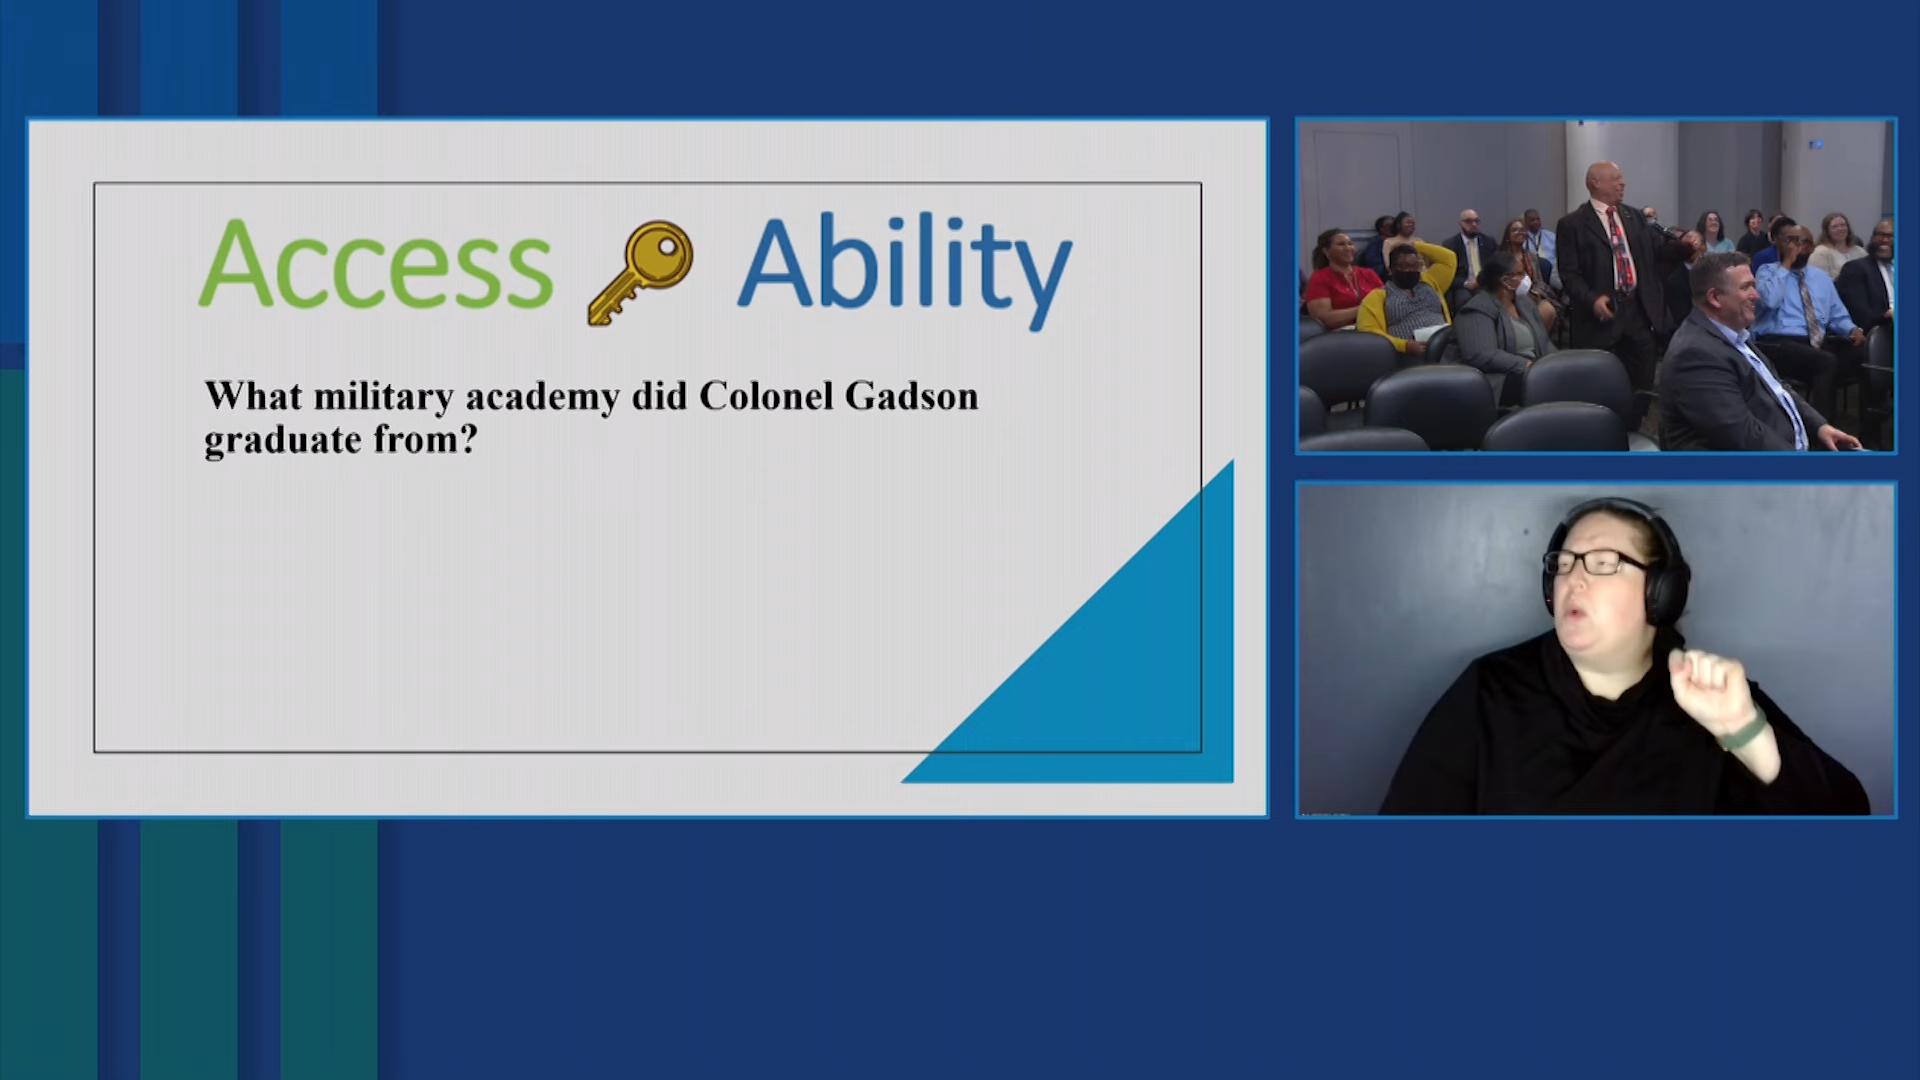 Access Ability
What military academy did Colonel Gadson
graduate from?